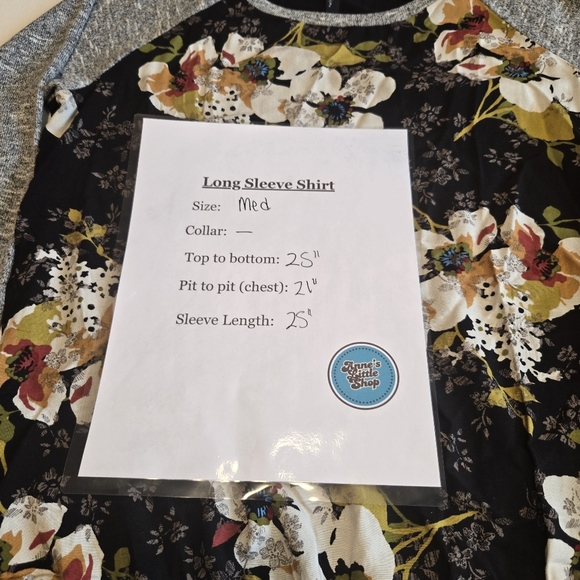 Long Sleeve Shirt
Size: Med
Collar: —
Top to bottom: 25"
Pit to pit (chest): 21"
Sleeve Length: 25"
Anne's
Little
Shop